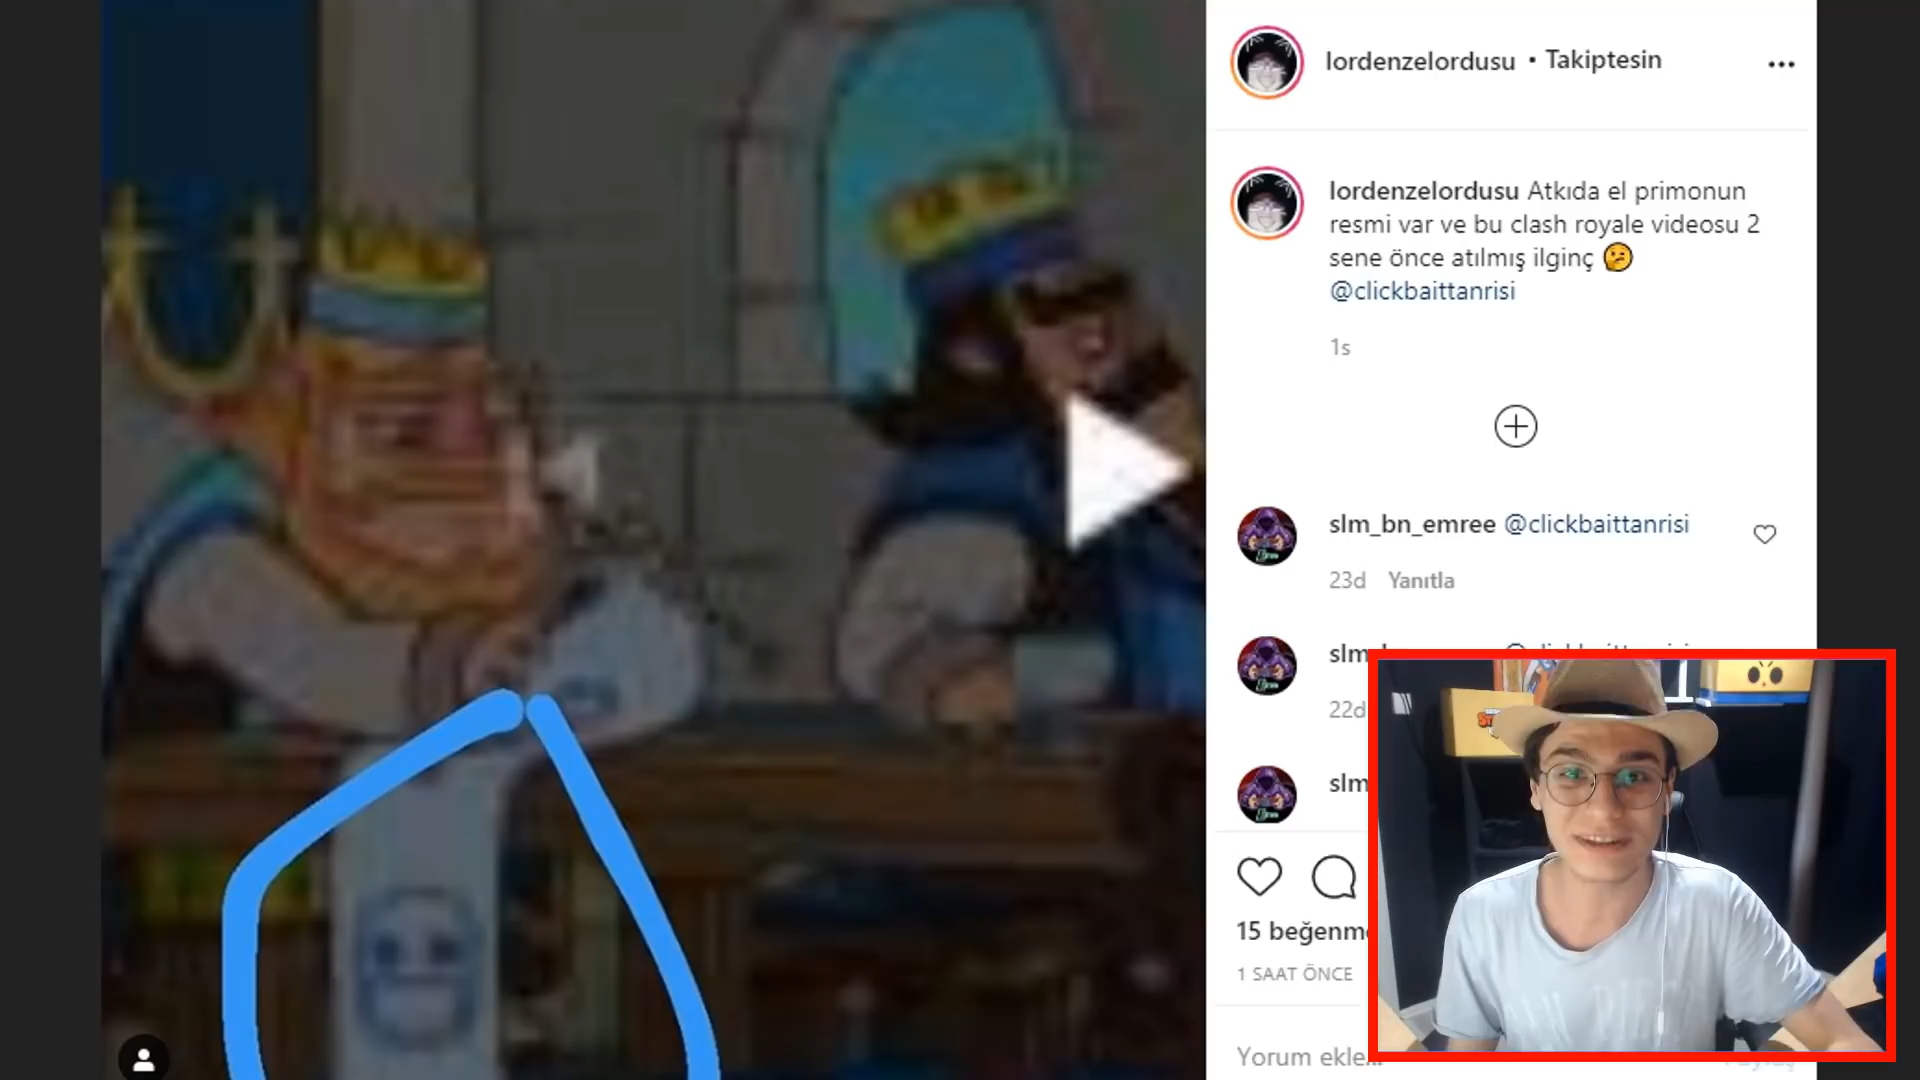 lordenzelordusu • Takiptesin
lordenzelordusu Atkıda el primonun
resmi var ve bu clash royale videosu 2
sene önce atılmış ilginç 🤔
@clickbaittanrisi
1s
slm_bn_emree @clickbaittanrisi
23d Yanıtla
slm
22d
slm
15 beğenme
1 SAAT ÖNCE
Yorum ekle...